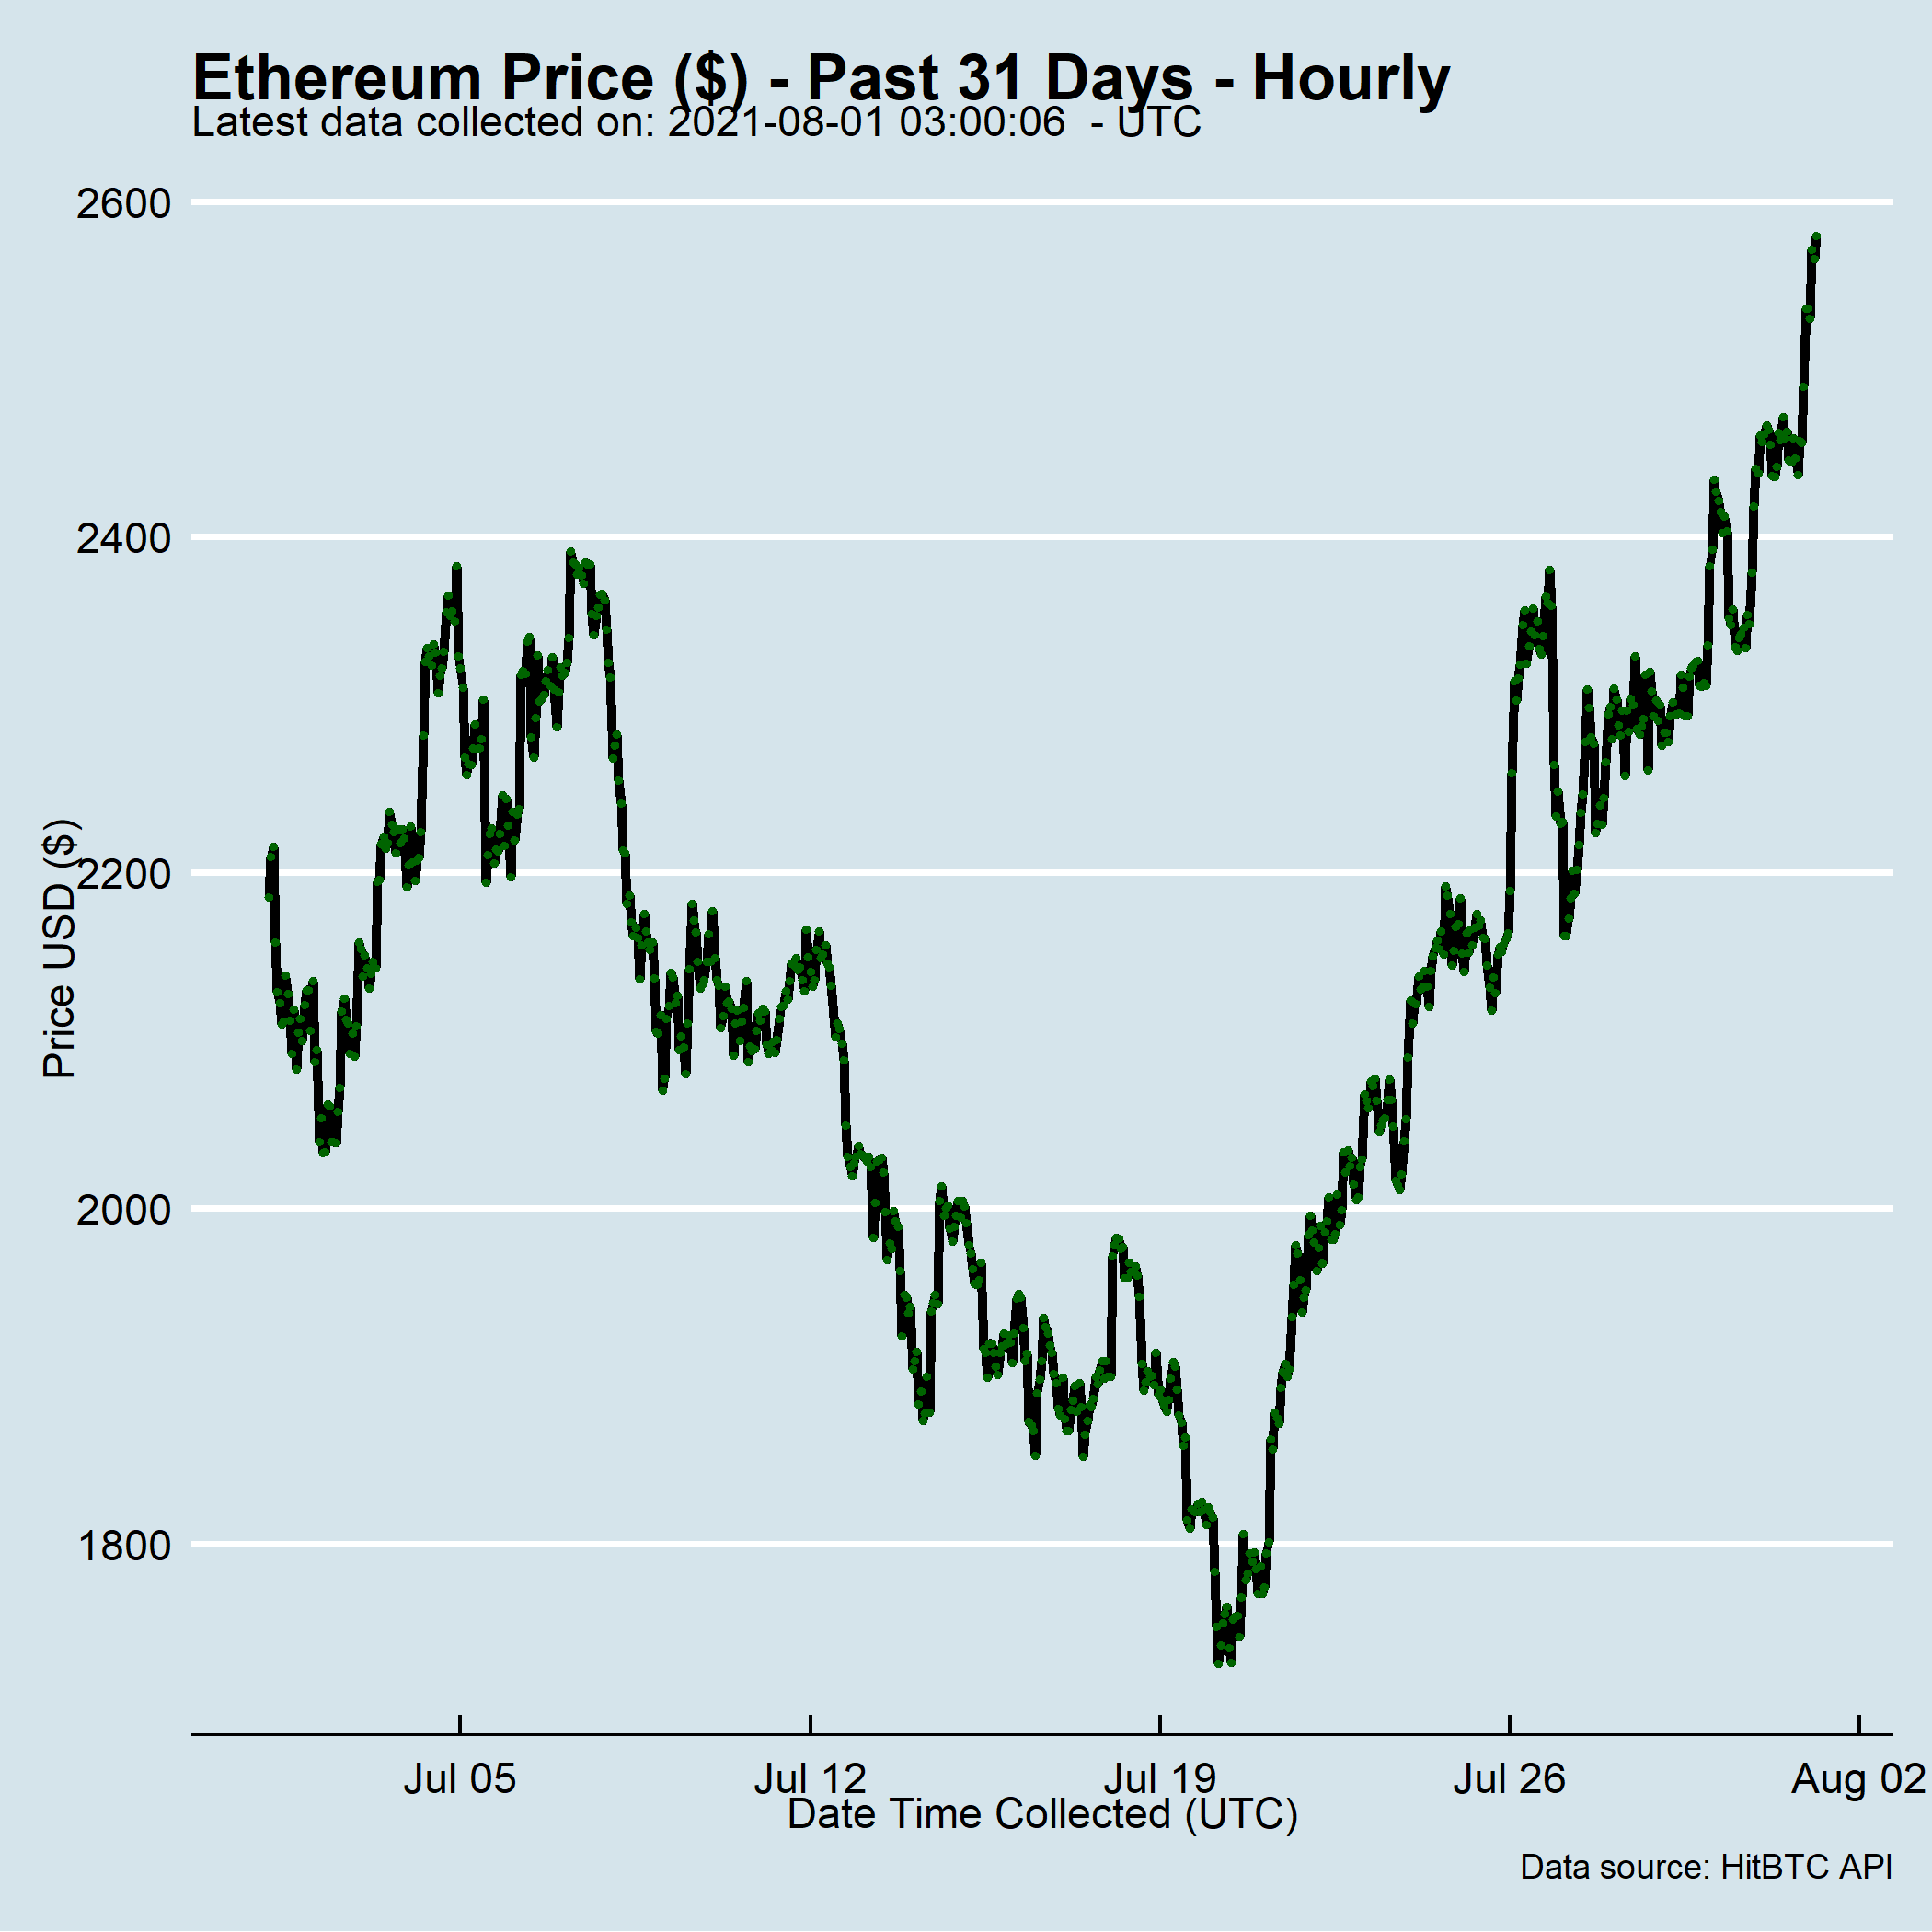 Ethereum Price ($) - Past 31 Days - Hourly
Latest data collected on: 2021-08-01 03:00:06  - UTC
Price USD ($)
2600
2400
2200
2000
1800
Jul 05
Jul 12
Jul 19
Jul 26
Aug 02
Date Time Collected (UTC)
Data source: HitBTC API